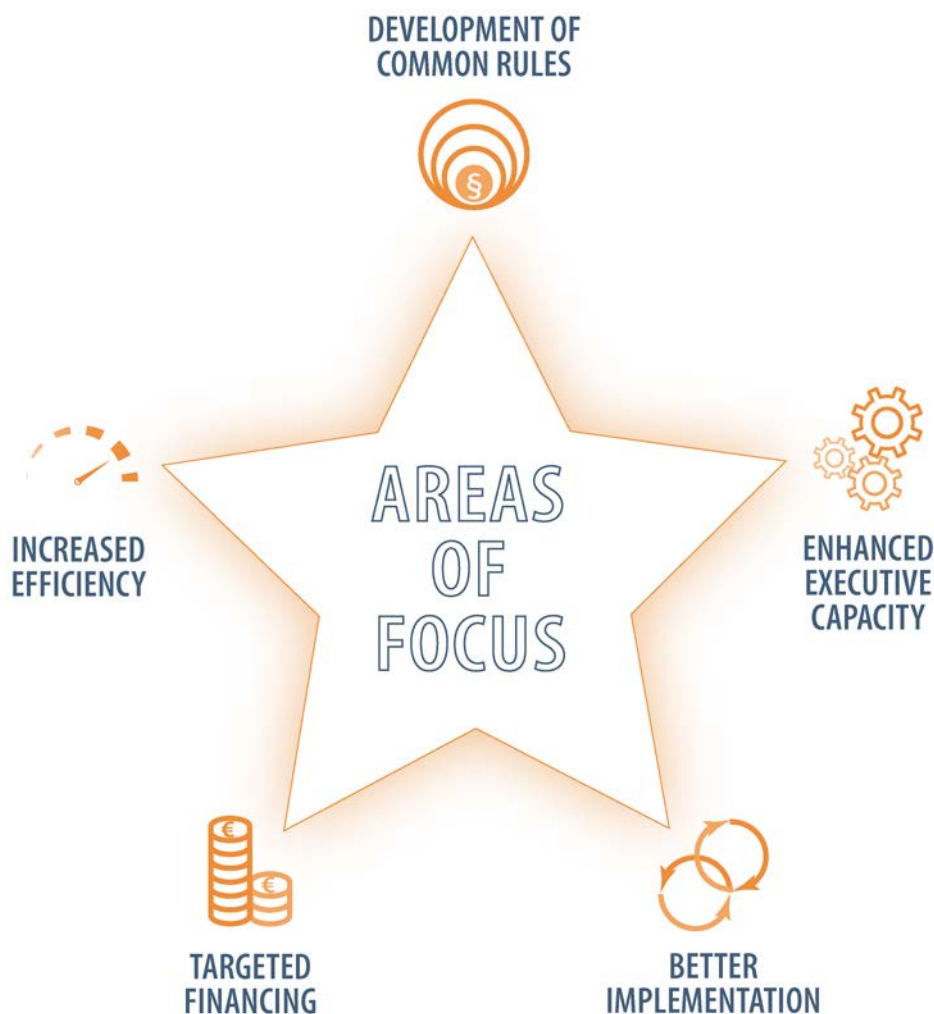 DEVELOPMENT OF
COMMON RULES
§
AREAS
OF
FOCUS
INCREASED
EFFICIENCY
ENHANCED
EXECUTIVE
CAPACITY
€
€
TARGETED
FINANCING
BETTER
IMPLEMENTATION